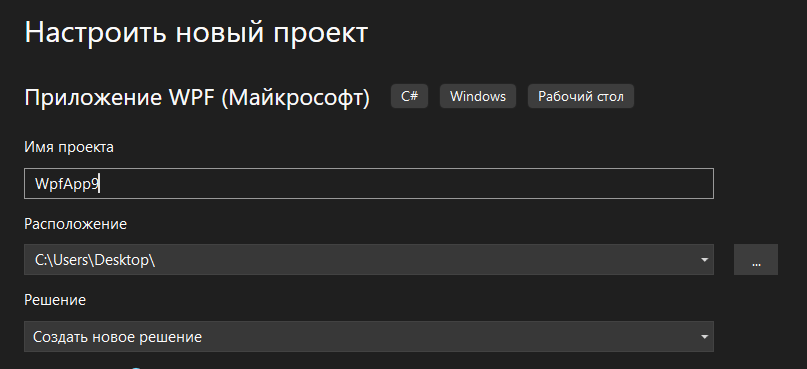 Настроить новый проект
Приложение WPF (Майкрософт) C# Windows Рабочий стол
Имя проекта
WpfApp9
Расположение
C:\Users\Desktop\ ...
Решение
Создать новое решение